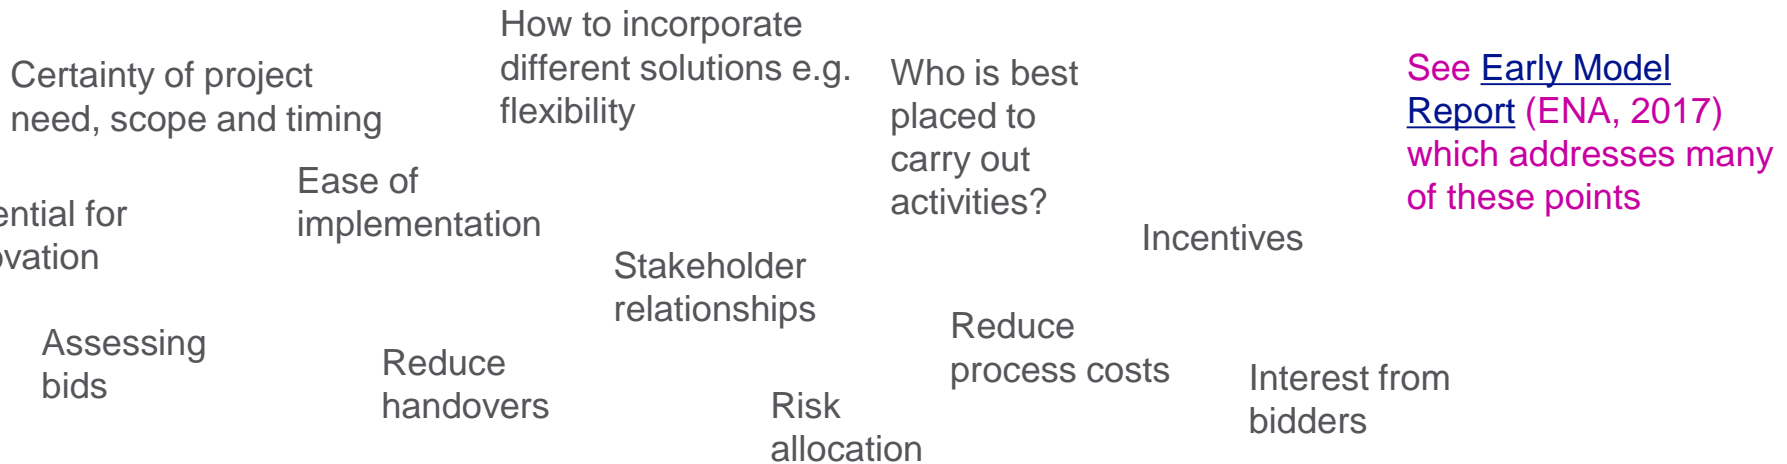 How to incorporate
different solutions e.g.
flexibility
Certainty of project
need, scope and timing
Who is best
placed to
carry out
activities?
See Early Model
Report (ENA, 2017)
which addresses many
of these points
Ease of
implementation
for
Incentives
Stakeholder
relationships
Assessing
bids
Reduce
handovers
Reduce
process costs
Risk
allocation
Interest from
bidders